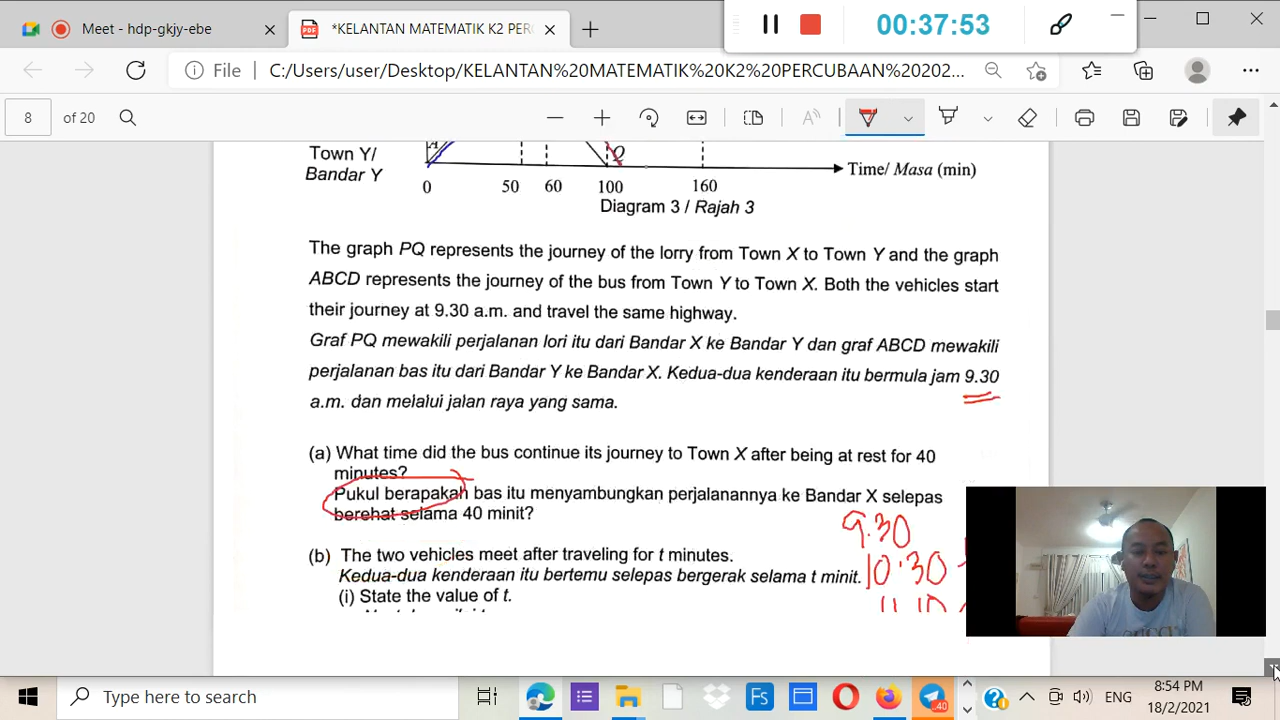 00:37:53
Meet - hdp-gkjy-ebe
*KELANTAN MATEMATIK K2 PER
File C:/Users/user/Desktop/KELANTAN%20MATEMATIK%20K2%20PERCUBAAN%20202...
8 of 20
Town Y/
Bandar Y
A
Q
Time/ Masa (min)
0 50 60 100 160
Diagram 3 / Rajah 3
The graph PQ represents the journey of the lorry from Town X to Town Y and the graph
ABCD represents the journey of the bus from Town Y to Town X. Both the vehicles start
their journey at 9.30 a.m. and travel the same highway.
Graf PQ mewakili perjalanan lori itu dari Bandar X ke Bandar Y dan graf ABCD mewakili
perjalanan bas itu dari Bandar Y ke Bandar X. Kedua-dua kenderaan itu bermula jam 9.30
a.m. dan melalui jalan raya yang sama.
(a) What time did the bus continue its journey to Town X after being at rest for 40
minutes?
Pukul berapakah bas itu menyambungkan perjalanannya ke Bandar X selepas
berehat selama 40 minit?
9.30
(b) The two vehicles meet after traveling for t minutes.
Kedua-dua kenderaan itu bertemu selepas bergerak selama t minit.
10.30
(i) State the value of t.
Type here to search
Fs
40
ENG
8:54 PM
18/2/2021